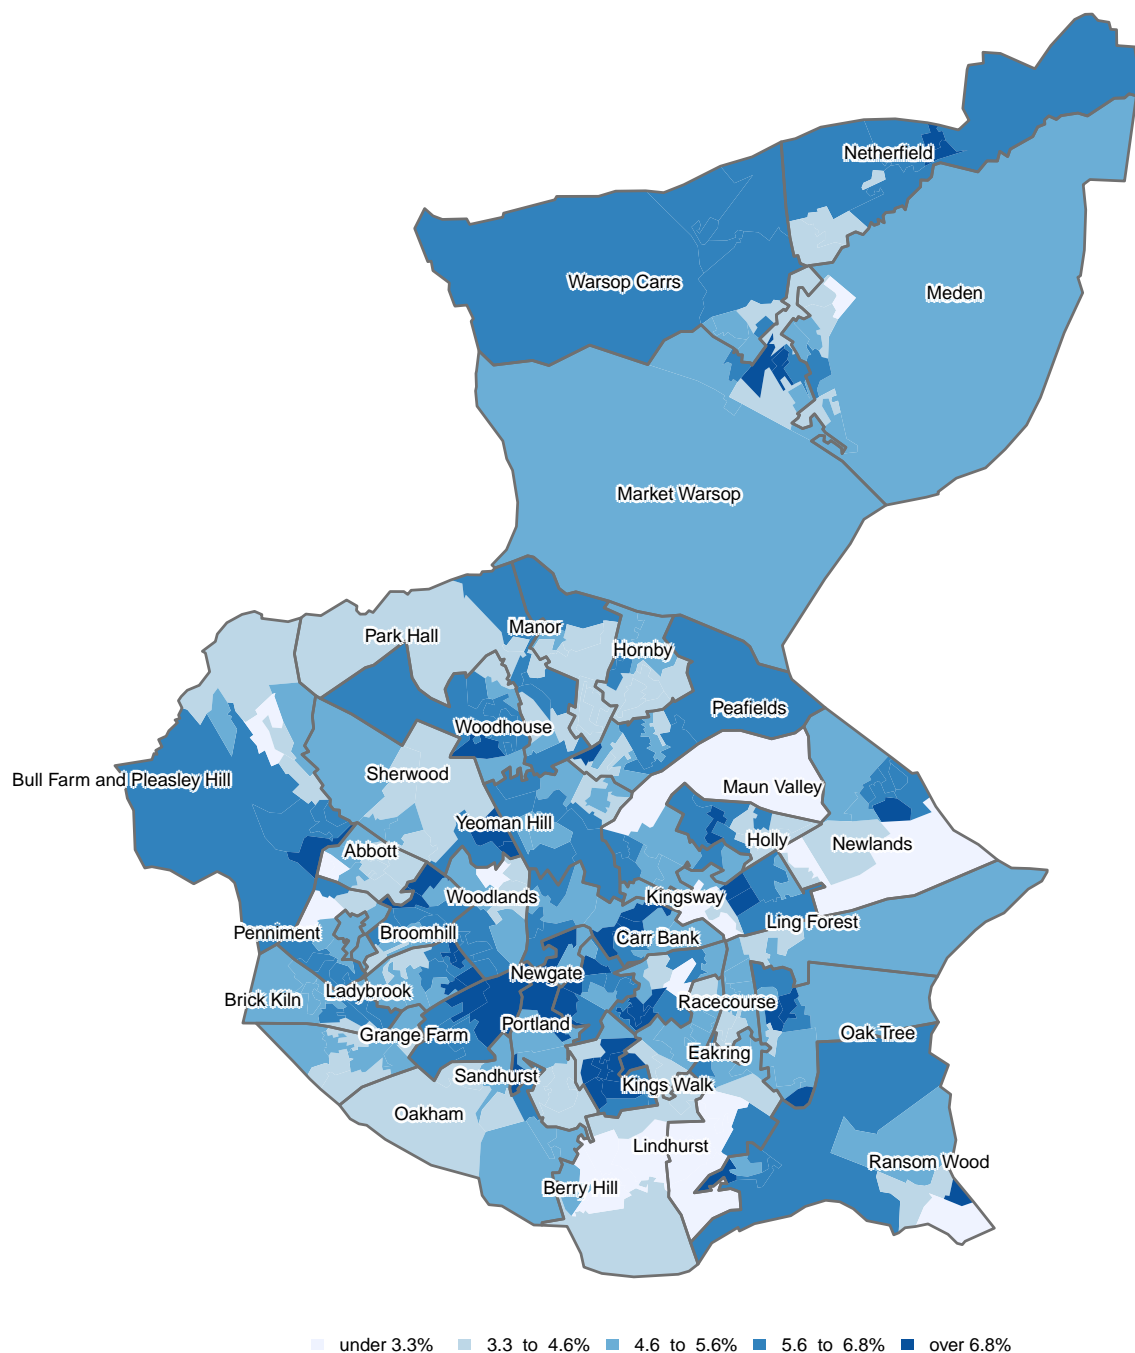 Netherfield
Warsop Carrs
Meden
Market Warsop
Manor
Park Hall
Hornby
Peafields
Woodhouse
Sherwood
Bull Farm and Pleasley Hill
Maun Valley
Yeoman Hill
Holly
Newlands
Abbott
Woodlands
Kingsway
Ling Forest
Penniment
Broomhill
Carr Bank
Newgate
Ladybrook
Brick Kiln
Racecourse
Portland
Grange Farm
Oak Tree
Eakring
Sandhurst
Kings Walk
Oakham
Lindhurst
Ransom Wood
Berry Hill
under 3.3% 3.3 to 4.6% 4.6 to 5.6% 5.6 to 6.8% over 6.8%